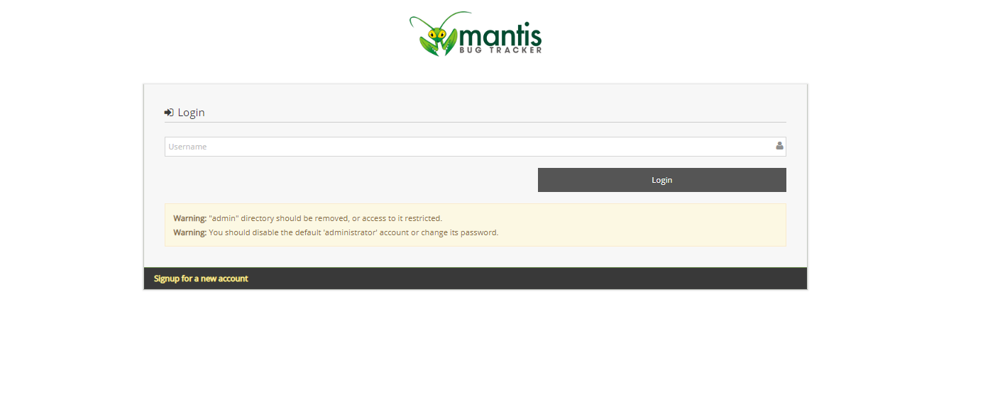 mantis
BUG TRACKER
Login
Username
Login
Warning: "admin" directory should be removed, or access to it restricted.
Warning: You should disable the default 'administrator' account or change its password.
Signup for a new account